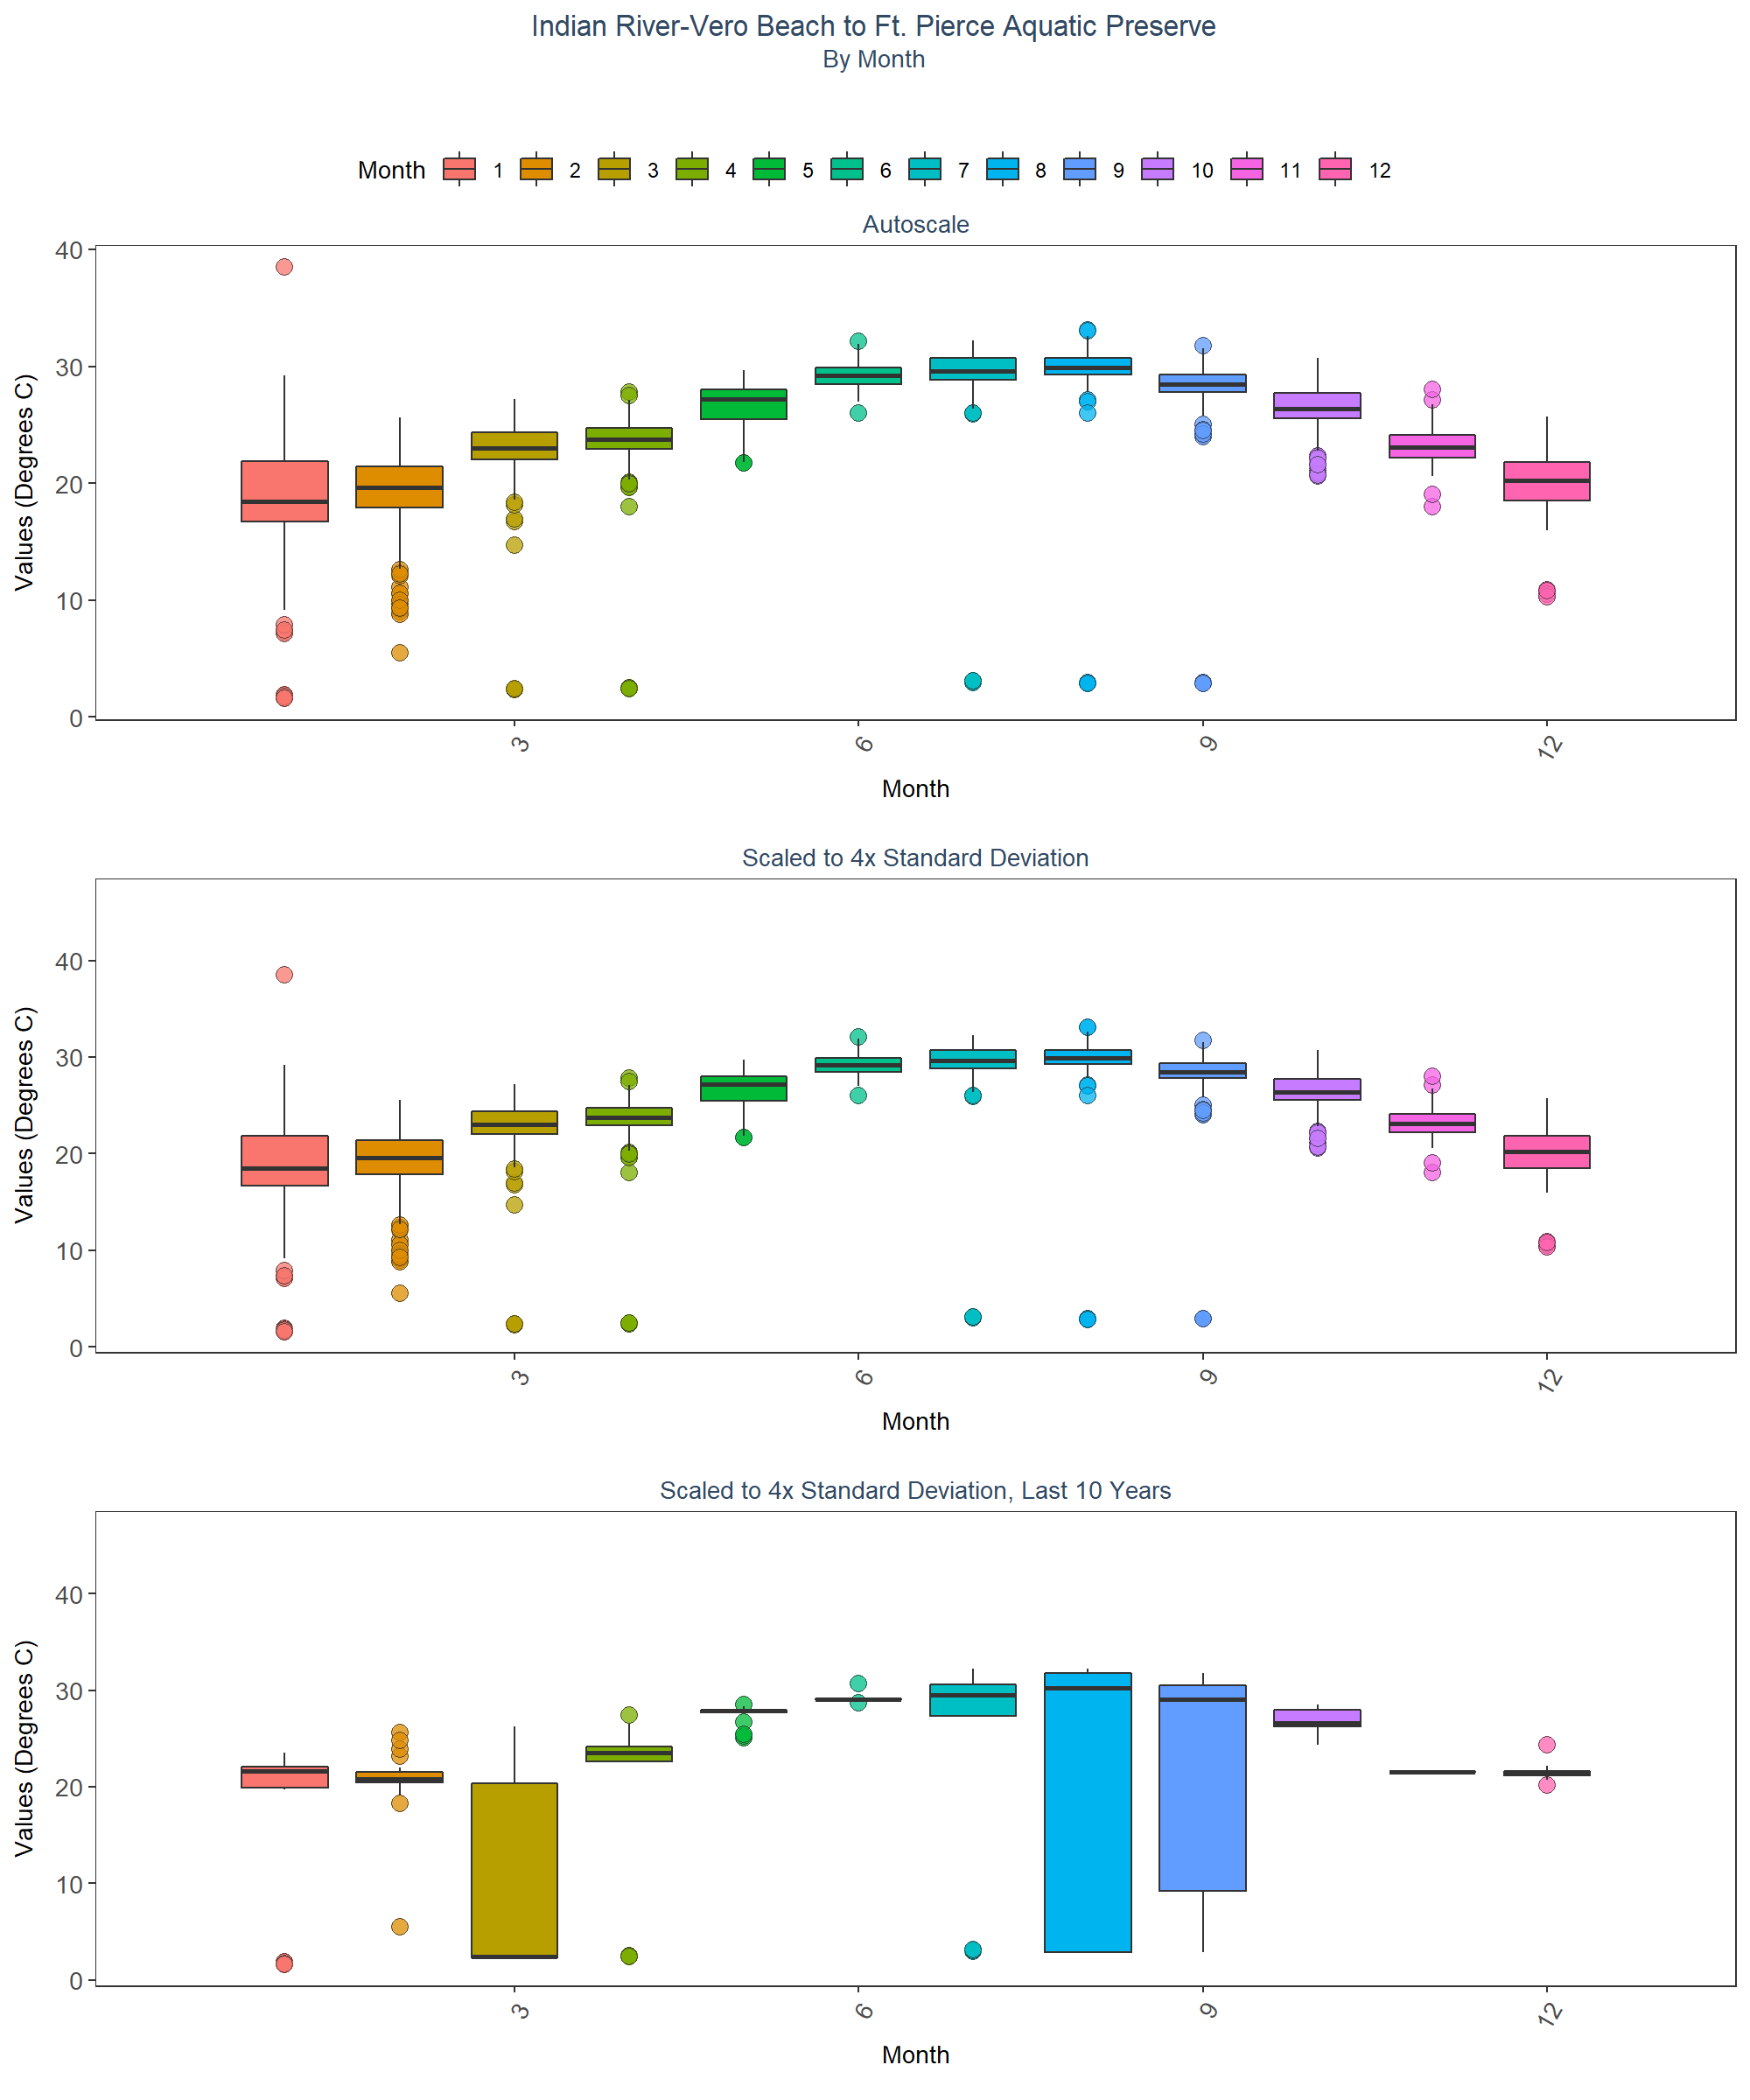 Indian River-Vero Beach to Ft. Pierce Aquatic Preserve
By Month
Month 1 2 3 4 5 6 7 8 9 10 11 12
Autoscale
Values (Degrees C)
40
30
20
10
0
3 6 9 12
Month
Scaled to 4x Standard Deviation
Values (Degrees C)
40
30
20
10
0
3 6 9 12
Month
Scaled to 4x Standard Deviation, Last 10 Years
Values (Degrees C)
40
30
20
10
0
3 6 9 12
Month